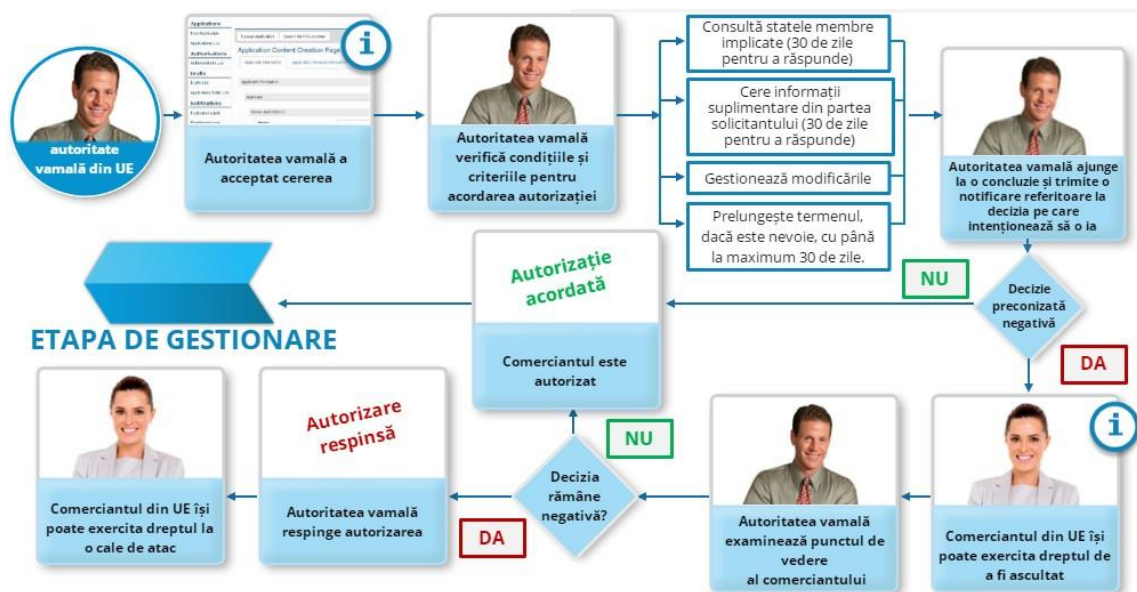 Applications
Authorisations
Application Content Creation Page
autoritate
vamală din UE
Autoritatea vamală a
acceptat cererea
Autoritatea vamală
verifică condițiile și
criteriile pentru
acordarea autorizației
Consultă statele membre
implicate (30 de zile
pentru a răspunde)
Cere informații
suplimentare din partea
solicitantului (30 de zile
pentru a răspunde)
Gestionează modificările
Prelungește termenul,
dacă este nevoie, cu până
la maximum 30 de zile.
Autoritatea vamală ajunge
la o concluzie și trimite o
notificare referitoare la
decizia pe care
intenționează să o ia
Decizie
preconizată
negativă
NU
DA
Autorizație
acordată
Comerciantul este
autorizat
ETAPA DE GESTIONARE
Comerciantul din UE își
poate exercita dreptul de
a fi ascultat
Autoritatea vamală
examinează punctul de
vedere
al comerciantului
Decizia
rămâne
negativă?
NU
DA
Autorizare
respinsă
Autoritatea vamală
respinge autorizarea
Comerciantul din UE își
poate exercita dreptul la
o cale de atac